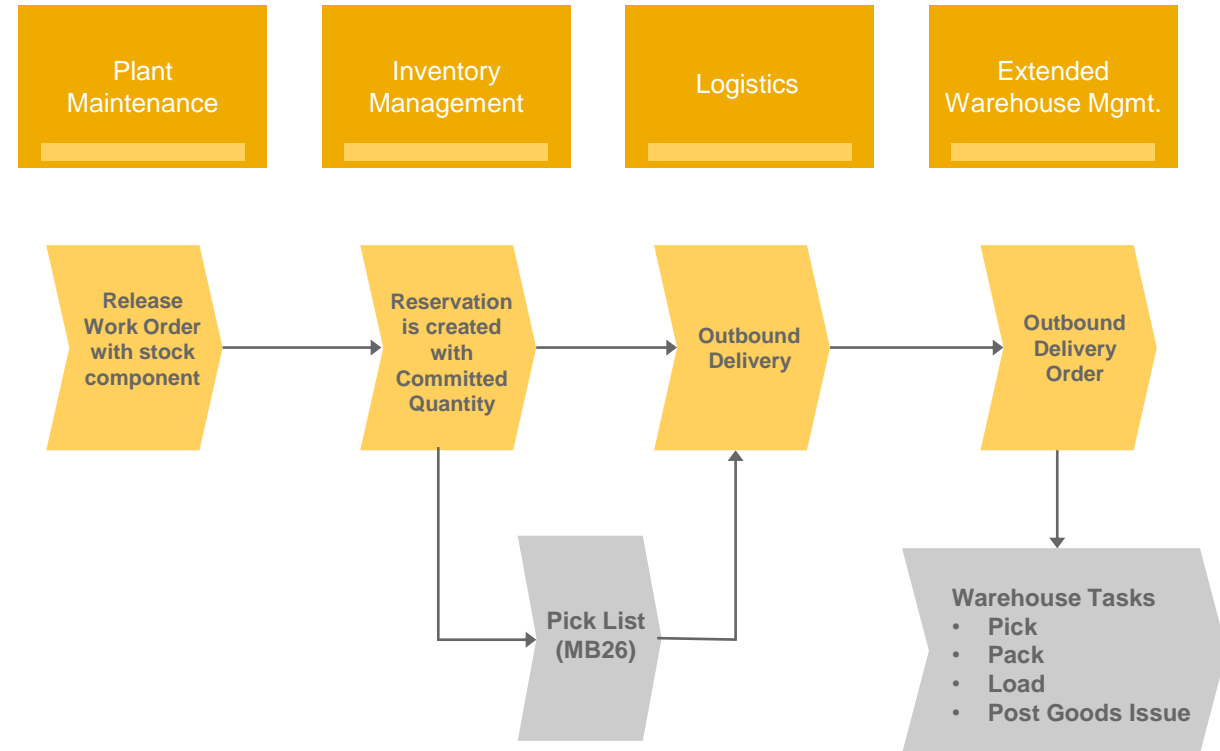 Plant
Maintenance
Inventory
Management
Logistics
Extended
Warehouse Mgmt.
Release
Work Order
with stock
component
Reservation
is created
with
Committed
Quantity
Outbound
Delivery
Outbound
Delivery
Order
Pick List
(MB26)
Warehouse Tasks
• Pick
• Pack
• Load
• Post Goods Issue